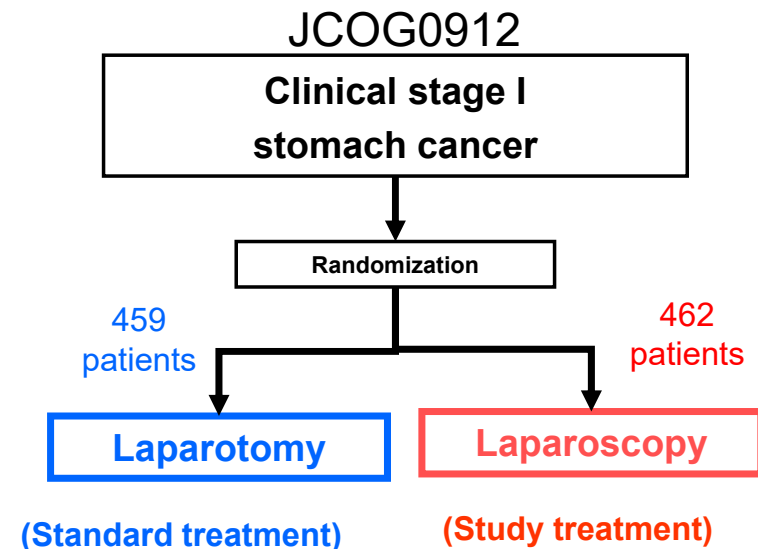 JCOG0912
Clinical stage I
stomach cancer
Randomization
459
patients
462
patients
Laparotomy
Laparoscopy
(Standard treatment)
(Study treatment)